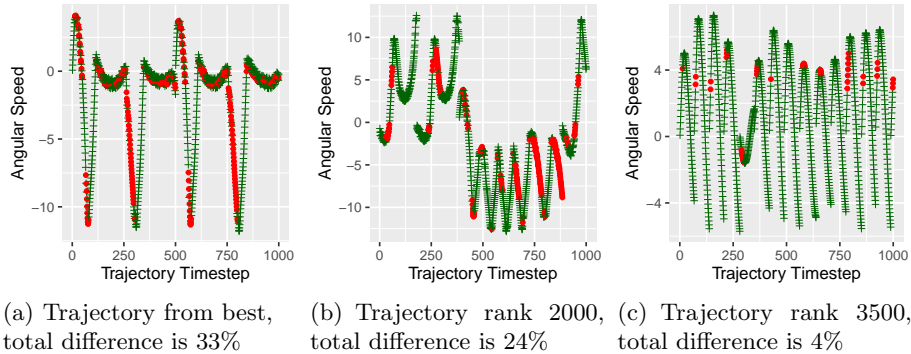 0
−5
−10
Angular Speed
0
250
500
750
1000
Trajectory Timestep
10
5
0
−5
−10
Angular Speed
0
250
500
750
1000
Trajectory Timestep
4
0
−4
Angular Speed
0
250
500
750
1000
Trajectory Timestep
(a) Trajectory from best,
total difference is 33%
(b) Trajectory rank 2000,
total difference is 24%
(c) Trajectory rank 3500,
total difference is 4%